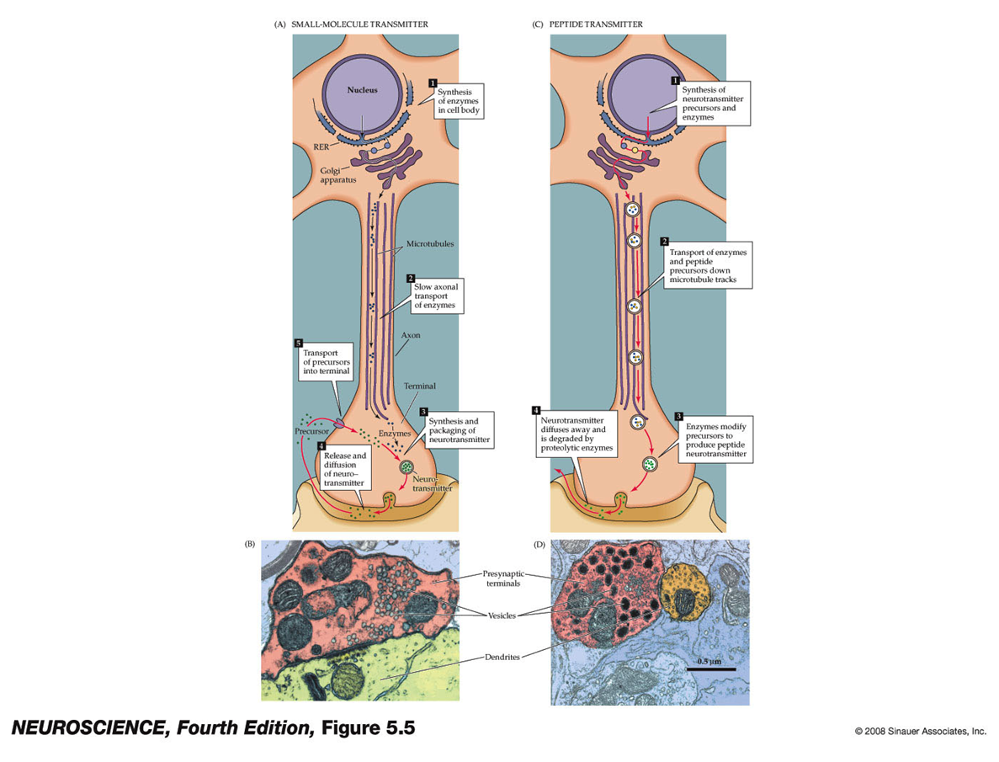 (A) SMALL-MOLECULE TRANSMITTER
Nucleus
1
Synthesis
of enzymes
in cell body
RER
Golgi
apparatus
Microtubules
2
Slow axonal
transport
of enzymes
Axon
5
Transport
of precursors
into terminal
Terminal
3
Synthesis and
packaging of
neurotransmitter
Precursor
Enzymes
4
Release and
diffusion
of neuro–
transmitter
Neuro-
transmitter
(C) PEPTIDE TRANSMITTER
1
Synthesis of
neurotransmitter
precursors and
enzymes
2
Transport of enzymes
and peptide
precursors down
microtubule tracks
4
Neurotransmitter
diffuses away and
is degraded by
proteolytic enzymes
3
Enzymes modify
precursors to
produce peptide
neurotransmitter
(B)
(D)
Presynaptic
terminals
Vesicles
Dendrites
0.5 µm
NEUROSCIENCE, Fourth Edition, Figure 5.5
© 2008 Sinauer Associates, Inc.